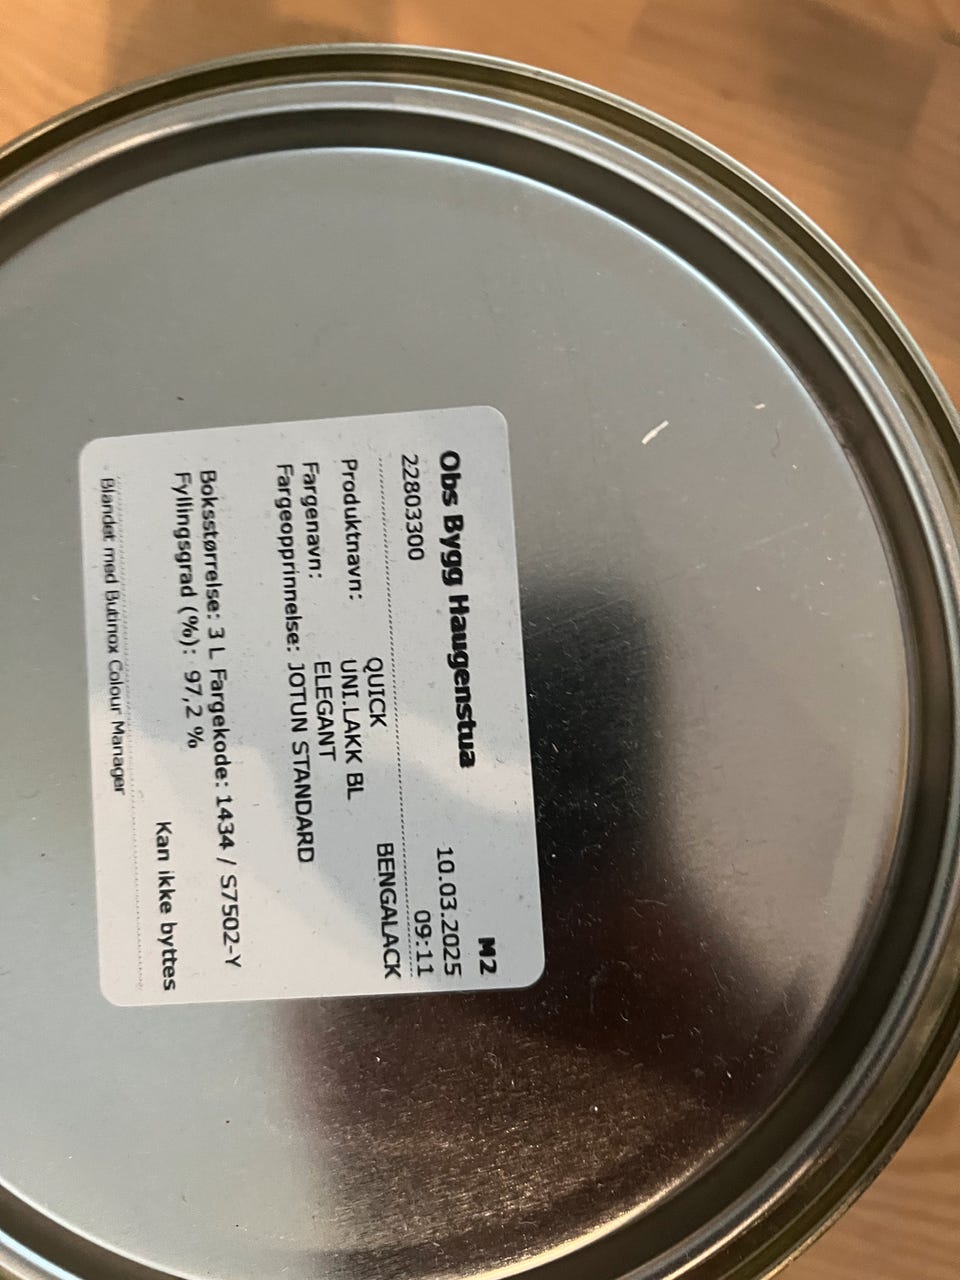 M2
Obs Bygg Haugenstua 10.03.2025
22803300 09:11
Produktnavn: QUICK BENGALACK
UNI.LAKK BL
Fargenavn: ELEGANT
Fargeopprinnelse: JOTUN STANDARD
Boksstørrelse: 3 L Fargekode: 1434 / S7502-Y
Fyllingsgrad (%): 97,2 %
Kan ikke byttes
Blandet med Butinox Colour Manager